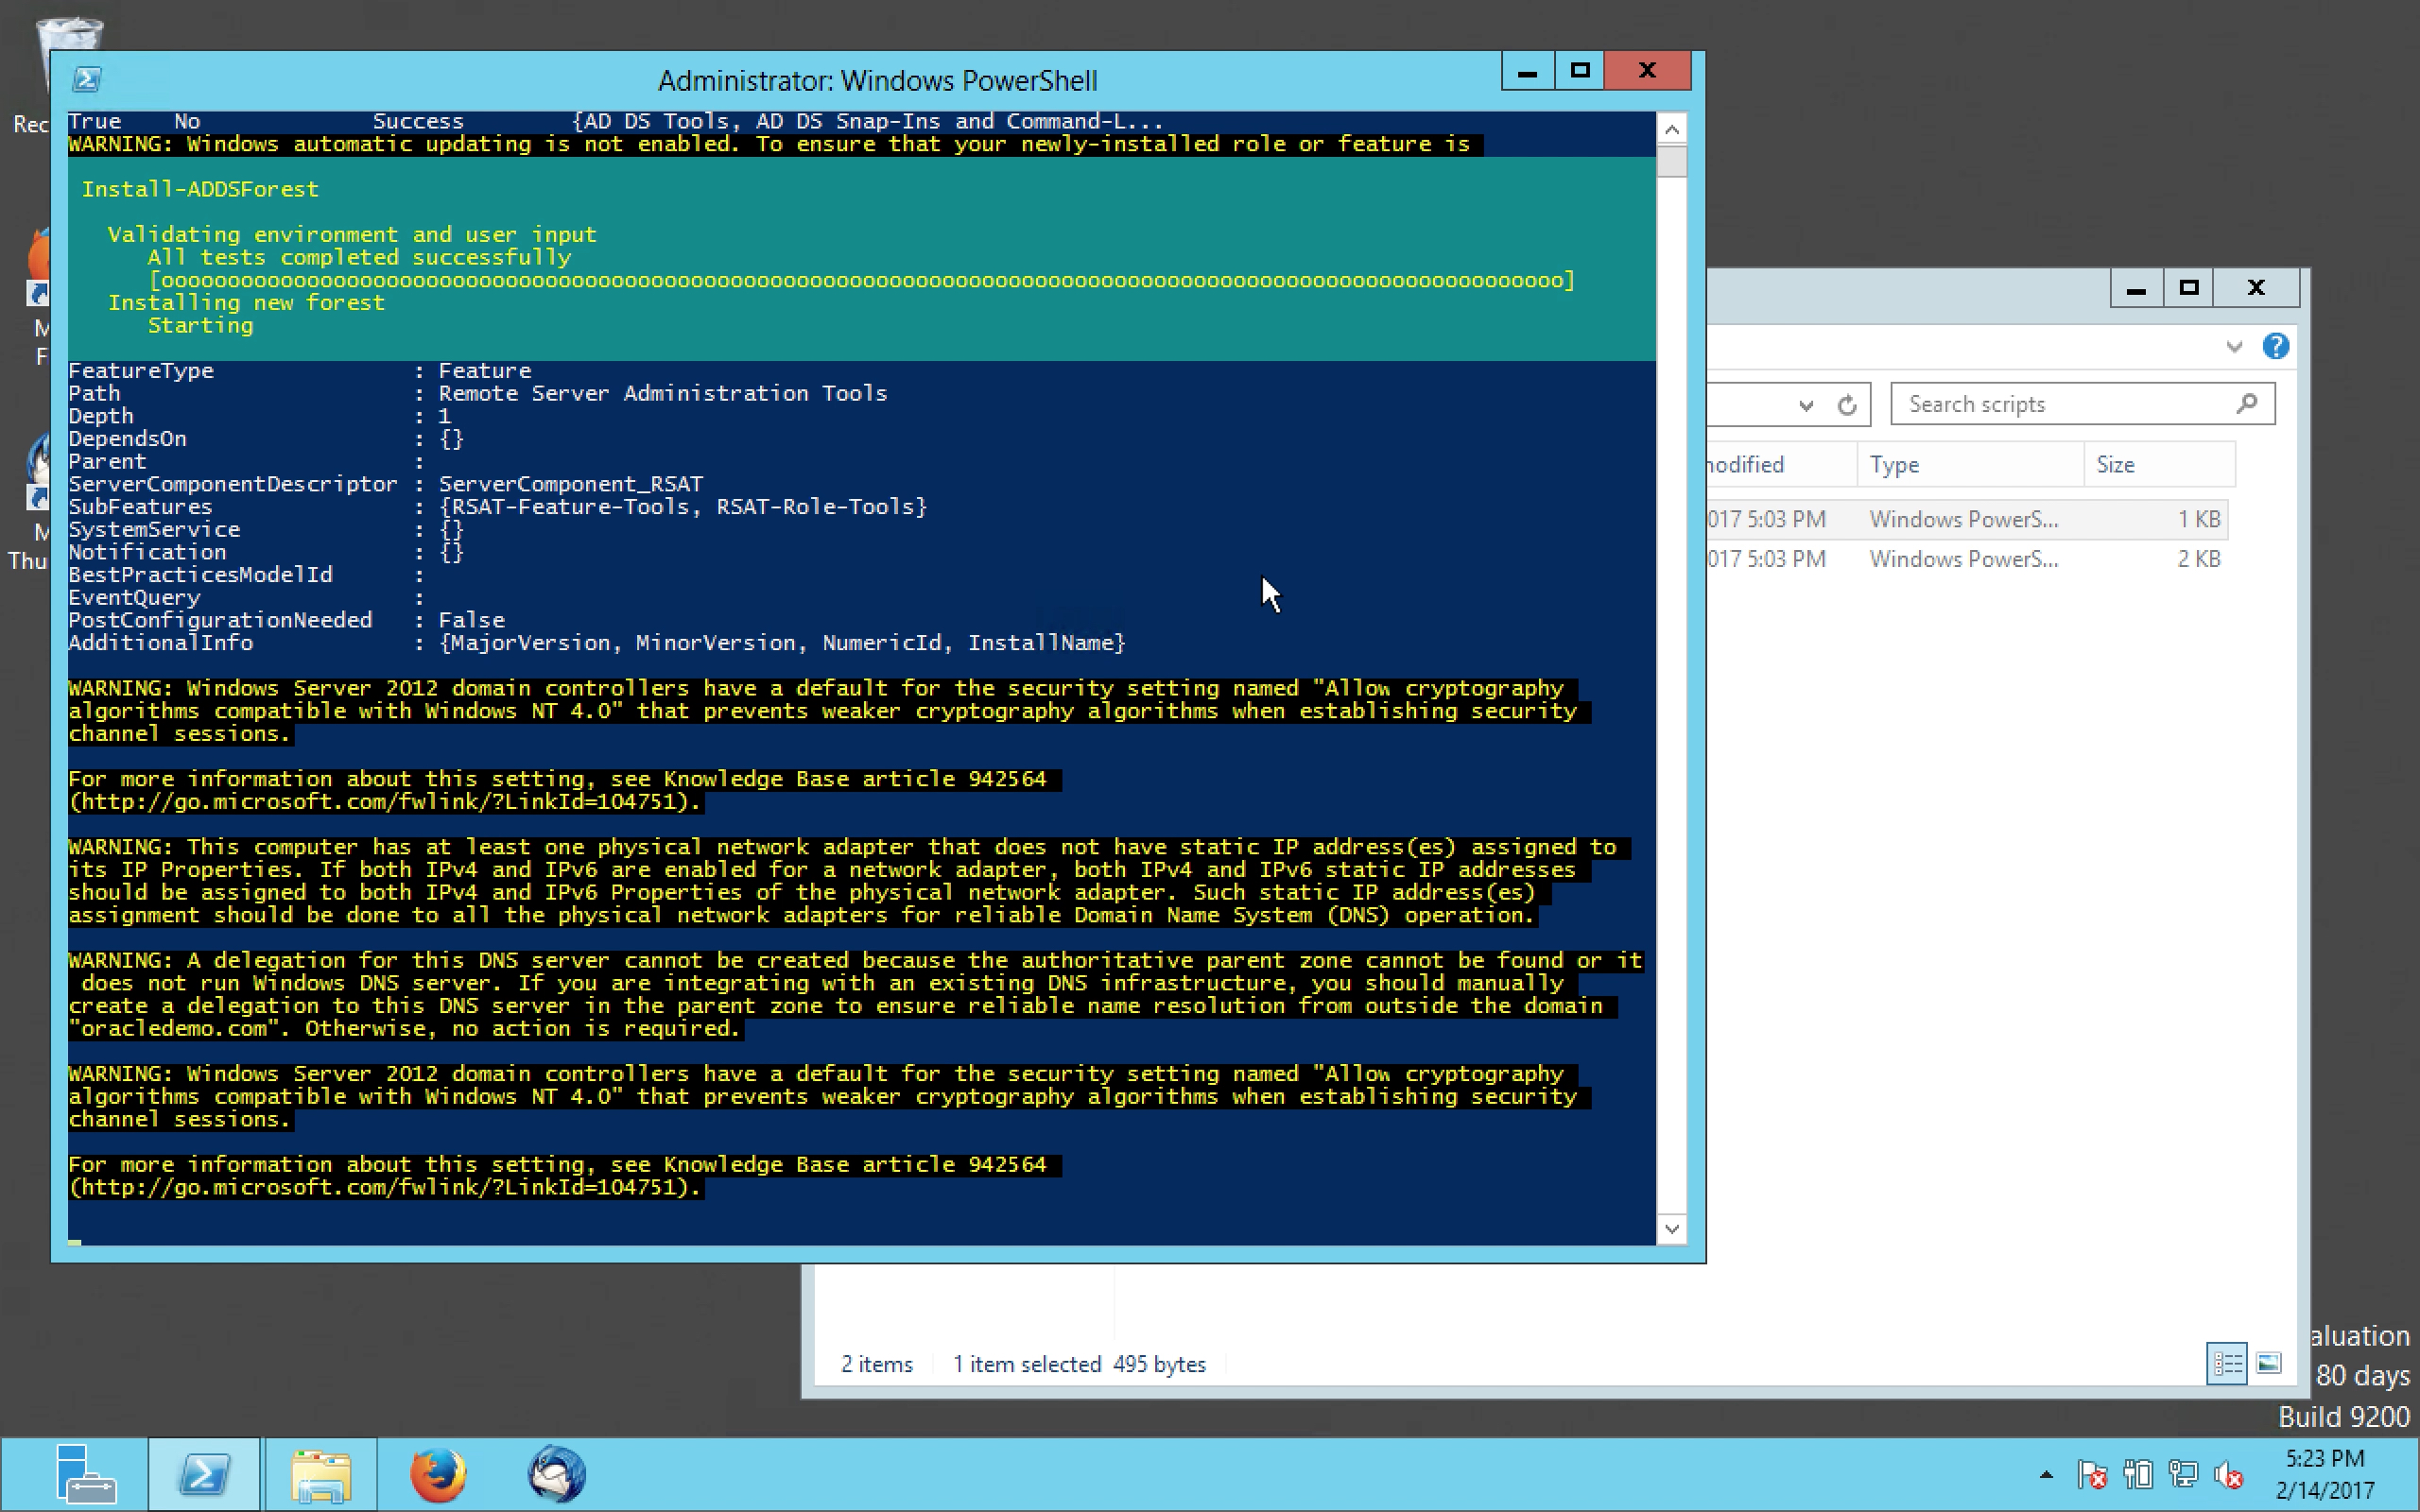 Administrator: Windows PowerShell
True No Success {AD DS Tools, AD DS Snap-Ins and Command-L...
WARNING: Windows automatic updating is not enabled. To ensure that your newly-installed role or feature is
Install-ADDSForest
Validating environment and user input
All tests completed successfully
[oooooooooooooooooooooooooooooooooooooooooooooooooooooooooooooooooooooooooooooooooooooooooooooooooooooooooo]
Installing new forest
Starting
FeatureType : Feature
Path : Remote Server Administration Tools
Depth : 1
DependsOn : {}
Parent :
ServerComponentDescriptor : ServerComponent_RSAT
SubFeatures : {RSAT-Feature-Tools, RSAT-Role-Tools}
SystemService : {}
Notification : {}
BestPracticesModelId :
EventQuery :
PostConfigurationNeeded : False
AdditionalInfo : {MajorVersion, MinorVersion, NumericId, InstallName}
WARNING: Windows Server 2012 domain controllers have a default for the security setting named "Allow cryptography
algorithms compatible with Windows NT 4.0" that prevents weaker cryptography algorithms when establishing security
channel sessions.
For more information about this setting, see Knowledge Base article 942564
(http://go.microsoft.com/fwlink/?LinkId=104751).
WARNING: This computer has at least one physical network adapter that does not have static IP address(es) assigned to
its IP Properties. If both IPv4 and IPv6 are enabled for a network adapter, both IPv4 and IPv6 static IP addresses
should be assigned to both IPv4 and IPv6 Properties of the physical network adapter. Such static IP address(es)
assignment should be done to all the physical network adapters for reliable Domain Name System (DNS) operation.
WARNING: A delegation for this DNS server cannot be created because the authoritative parent zone cannot be found or it
does not run Windows DNS server. If you are integrating with an existing DNS infrastructure, you should manually
create a delegation to this DNS server in the parent zone to ensure reliable name resolution from outside the domain
"oracledemo.com". Otherwise, no action is required.
WARNING: Windows Server 2012 domain controllers have a default for the security setting named "Allow cryptography
algorithms compatible with Windows NT 4.0" that prevents weaker cryptography algorithms when establishing security
channel sessions.
For more information about this setting, see Knowledge Base article 942564
(http://go.microsoft.com/fwlink/?LinkId=104751).
Rec
M
F
M
Thu
Search scripts
nodified Type Size
017 5:03 PM Windows PowerS... 1 KB
017 5:03 PM Windows PowerS... 2 KB
2 items 1 item selected 495 bytes
aluation
80 days
Build 9200
5:23 PM
2/14/2017